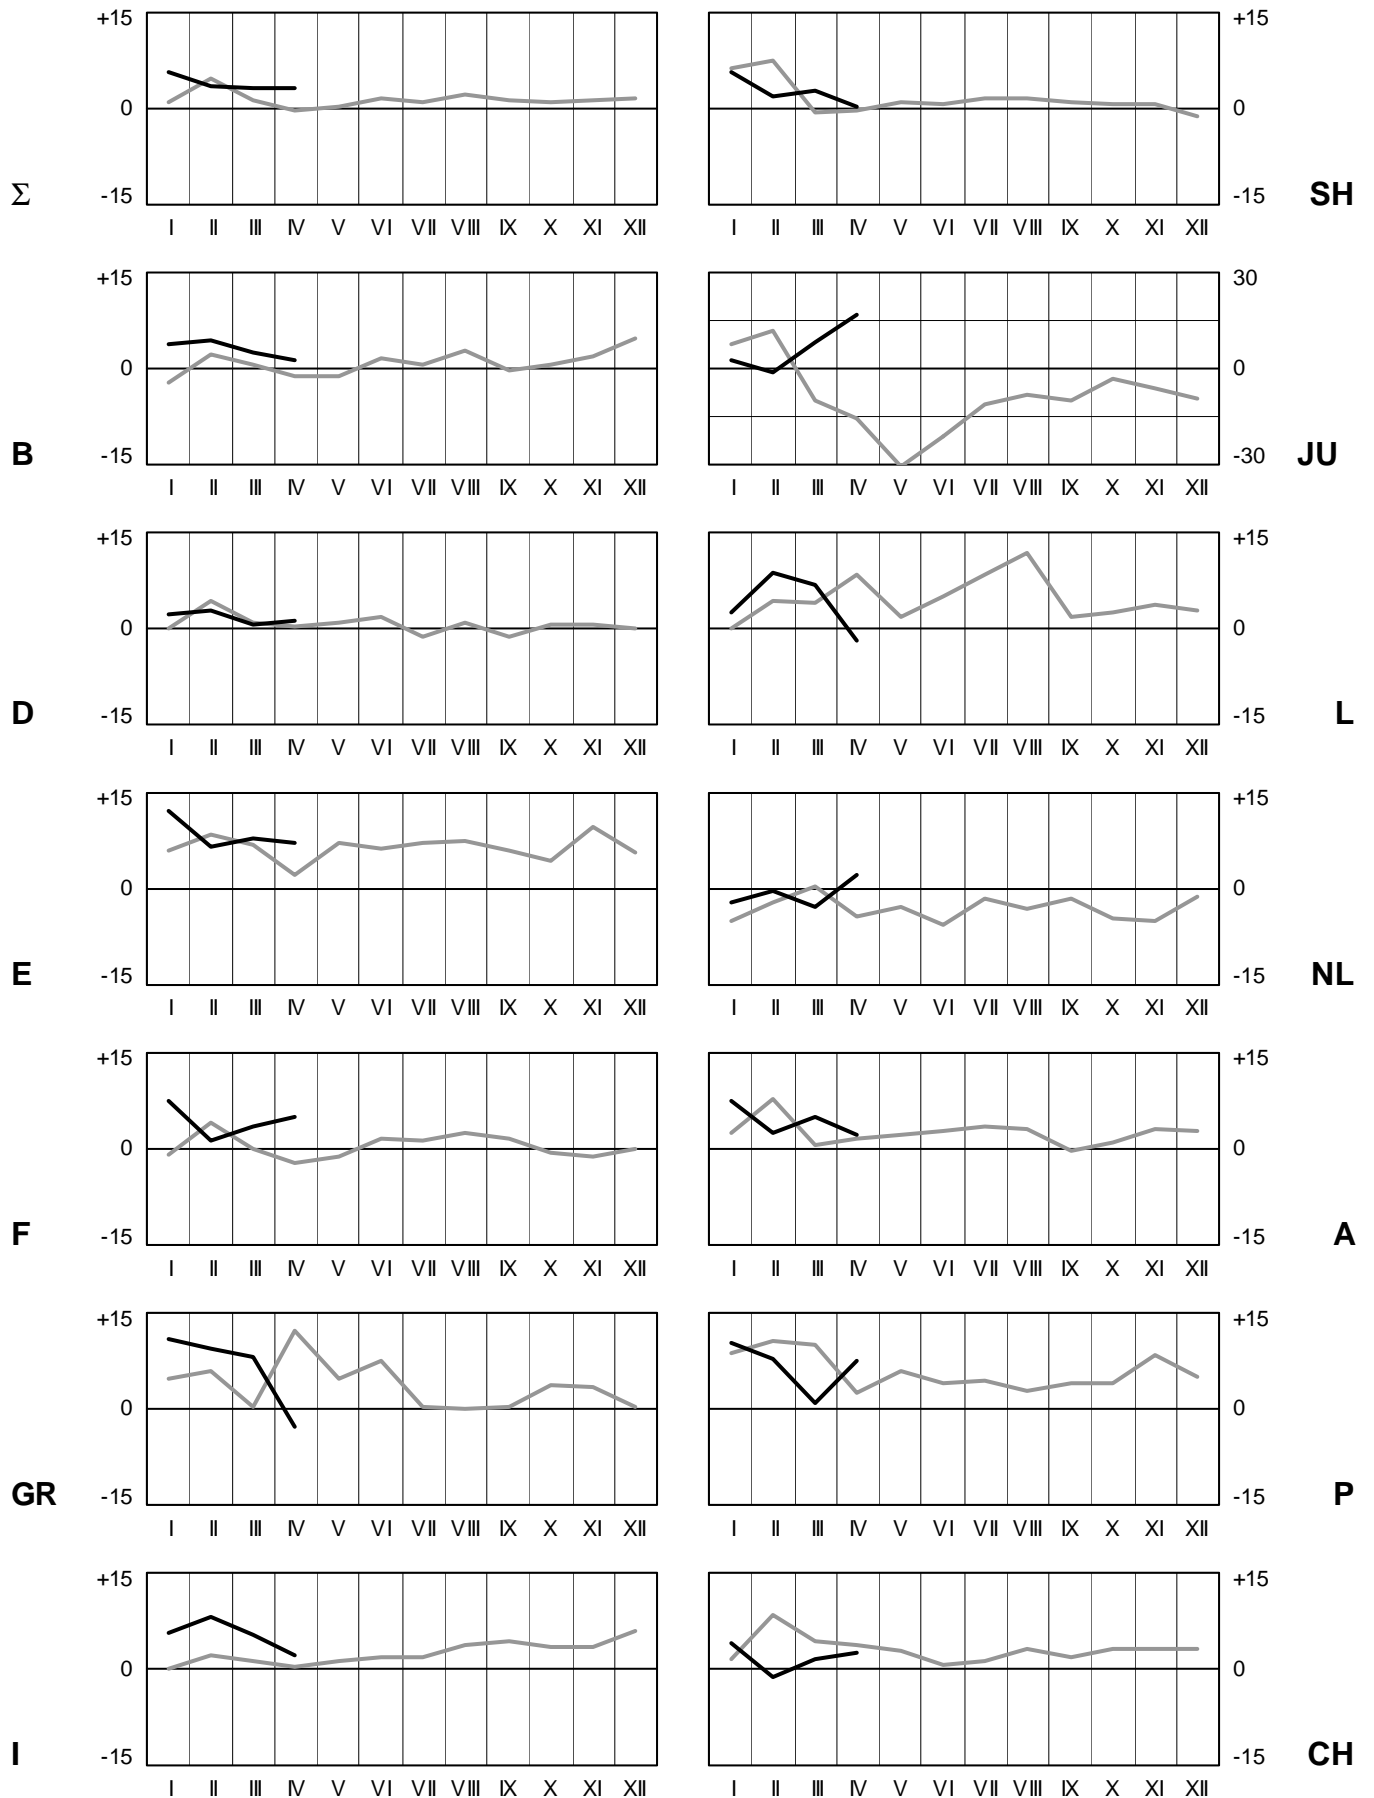 +15 +15
0 0
-15 -15
Σ SH
I II III IV V VI VII VIII IX X XI XII I II III IV V VI VII VIII IX X XI XII
+15 30
0 0
-15 -30
B JU
I II III IV V VI VII VIII IX X XI XII I II III IV V VI VII VIII IX X XI XII
+15 +15
0 0
-15 -15
D L
I II III IV V VI VII VIII IX X XI XII I II III IV V VI VII VIII IX X XI XII
+15 +15
0 0
-15 -15
E NL
I II III IV V VI VII VIII IX X XI XII I II III IV V VI VII VIII IX X XI XII
+15 +15
0 0
-15 -15
F A
I II III IV V VI VII VIII IX X XI XII I II III IV V VI VII VIII IX X XI XII
+15 +15
0 0
-15 -15
GR P
I II III IV V VI VII VIII IX X XI XII I II III IV V VI VII VIII IX X XI XII
+15 +15
0 0
-15 -15
I CH
I II III IV V VI VII VIII IX X XI XII I II III IV V VI VII VIII IX X XI XII